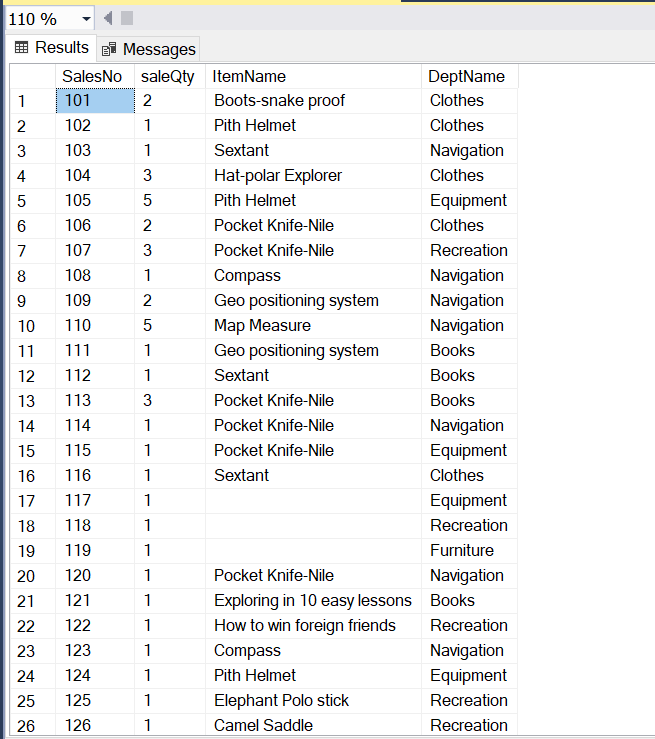 110 %
Results Messages
SalesNo saleQty ItemName DeptName
1 101 2 Boots-snake proof Clothes
2 102 1 Pith Helmet Clothes
3 103 1 Sextant Navigation
4 104 3 Hat-polar Explorer Clothes
5 105 5 Pith Helmet Equipment
6 106 2 Pocket Knife-Nile Clothes
7 107 3 Pocket Knife-Nile Recreation
8 108 1 Compass Navigation
9 109 2 Geo positioning system Navigation
10 110 5 Map Measure Navigation
11 111 1 Geo positioning system Books
12 112 1 Sextant Books
13 113 3 Pocket Knife-Nile Books
14 114 1 Pocket Knife-Nile Navigation
15 115 1 Pocket Knife-Nile Equipment
16 116 1 Sextant Clothes
17 117 1 Equipment
18 118 1 Recreation
19 119 1 Furniture
20 120 1 Pocket Knife-Nile Navigation
21 121 1 Exploring in 10 easy lessons Books
22 122 1 How to win foreign friends Recreation
23 123 1 Compass Navigation
24 124 1 Pith Helmet Equipment
25 125 1 Elephant Polo stick Recreation
26 126 1 Camel Saddle Recreation